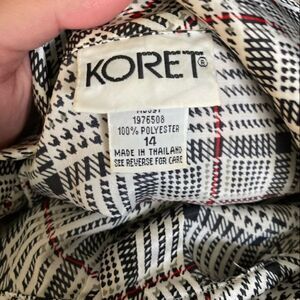 KORET®
1976508
100% POLYESTER
14
MADE IN THAILAND
SEE REVERSE FOR CARE